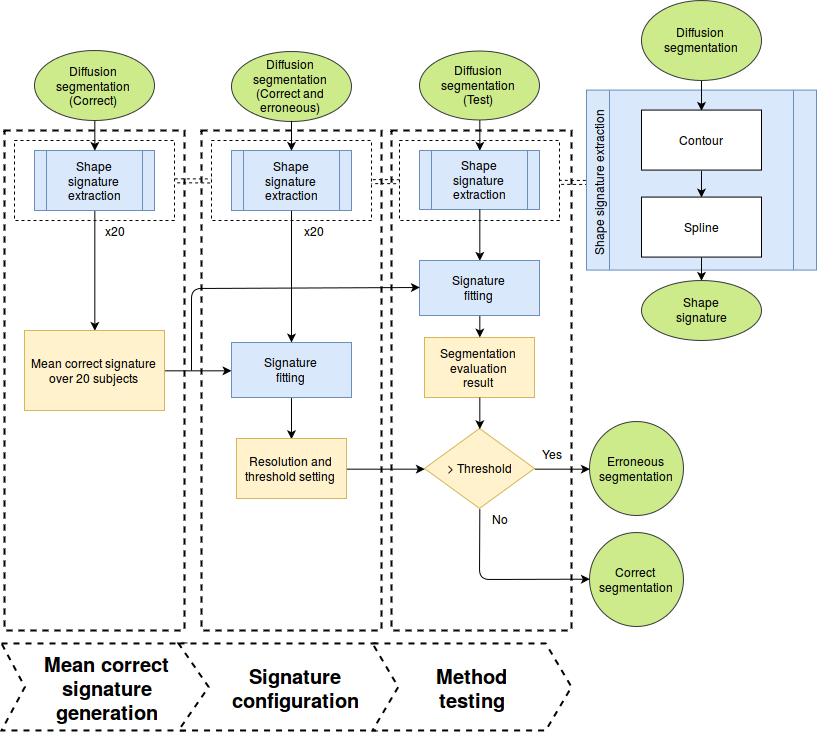 Diffusion
segmentation
(Correct)
Shape
signature
extraction
x20
Mean correct signature
over 20 subjects
Diffusion
segmentation
(Correct and
erroneous)
Shape
signature
extraction
x20
Signature
fitting
Resolution and
threshold setting
Diffusion
segmentation
(Test)
Shape
signature
extraction
Signature
fitting
Segmentation
evaluation
result
> Threshold
Yes
No
Erroneous
segmentation
Correct
segmentation
Diffusion
segmentation
Shape signature extraction
Contour
Spline
Shape
signature
Mean correct
signature
generation
Signature
configuration
Method
testing